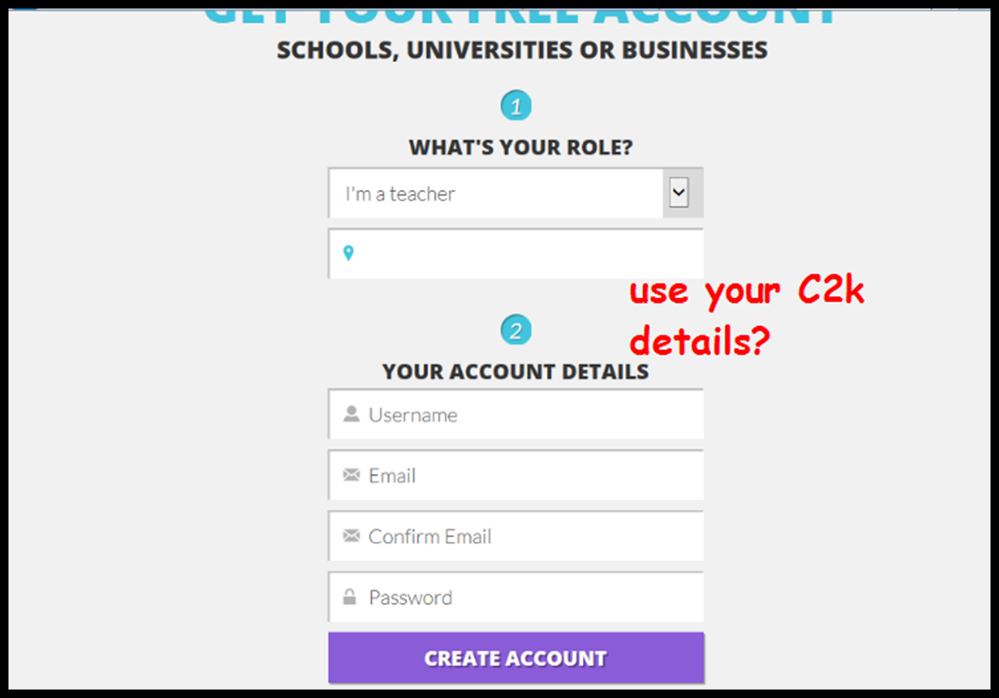 GET YOUR FREE ACCOUNT
SCHOOLS, UNIVERSITIES OR BUSINESSES
1
WHAT'S YOUR ROLE?
I'm a teacher
use your C2k
details?
2
YOUR ACCOUNT DETAILS
Username
Email
Confirm Email
Password
CREATE ACCOUNT